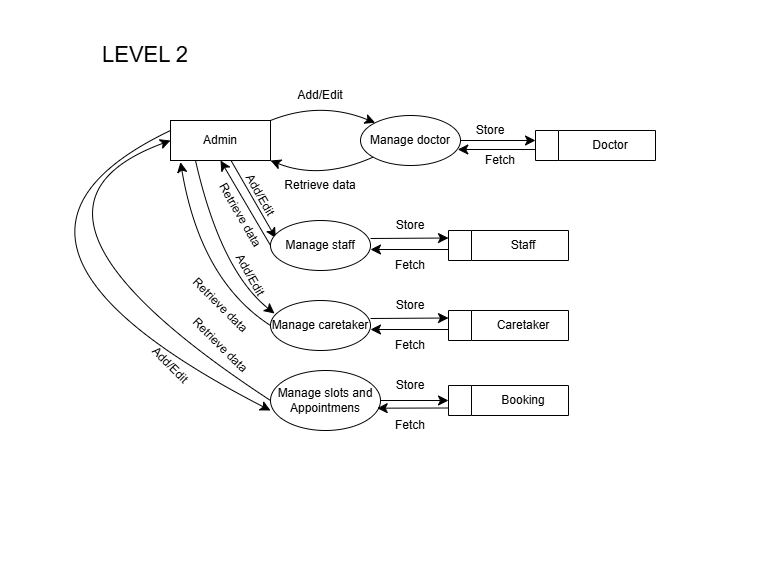 LEVEL 2
Add/Edit
Admin
Manage doctor
Store
Fetch
Doctor
Retrieve data
Add/Edit
Retrieve data
Manage staff
Store
Fetch
Staff
Add/Edit
Retrieve data
Manage caretaker
Store
Fetch
Caretaker
Retrieve data
Add/Edit
Manage slots and
Appointmens
Store
Fetch
Booking